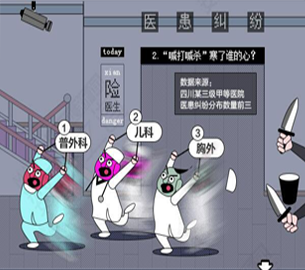 医患纠纷
today
xian
险
医生
danger
2.“喊打喊杀”寒了谁的心?
数据来源:
四川某三级甲等医院
医患纠纷分布数量前三
1
普外科
2
儿科
3
胸外